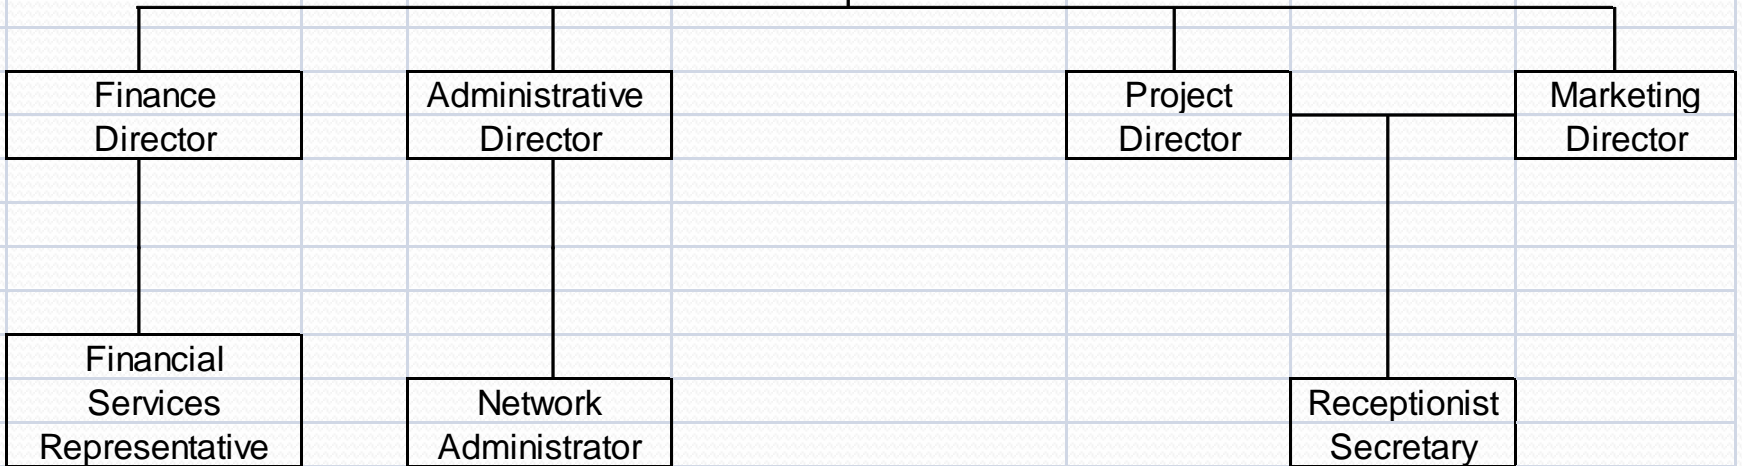 Finance
Director
Administrative
Director
Project
Director
Marketing
Director
Financial
Services
Representative
Network
Administrator
Receptionist
Secretary